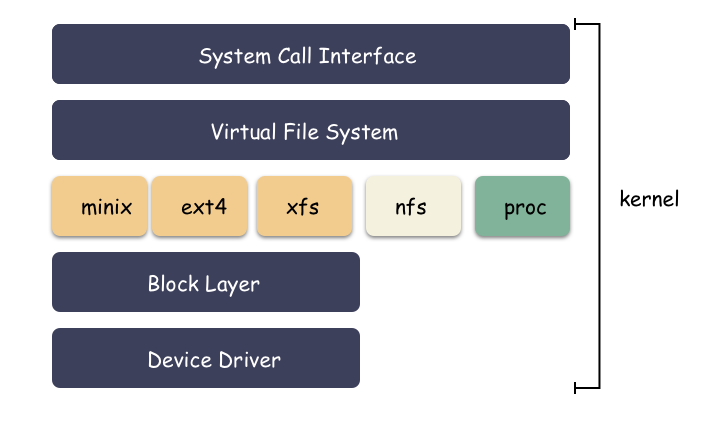 System Call Interface
Virtual File System
minix
ext4
xfs
nfs
proc
kernel
Block Layer
Device Driver